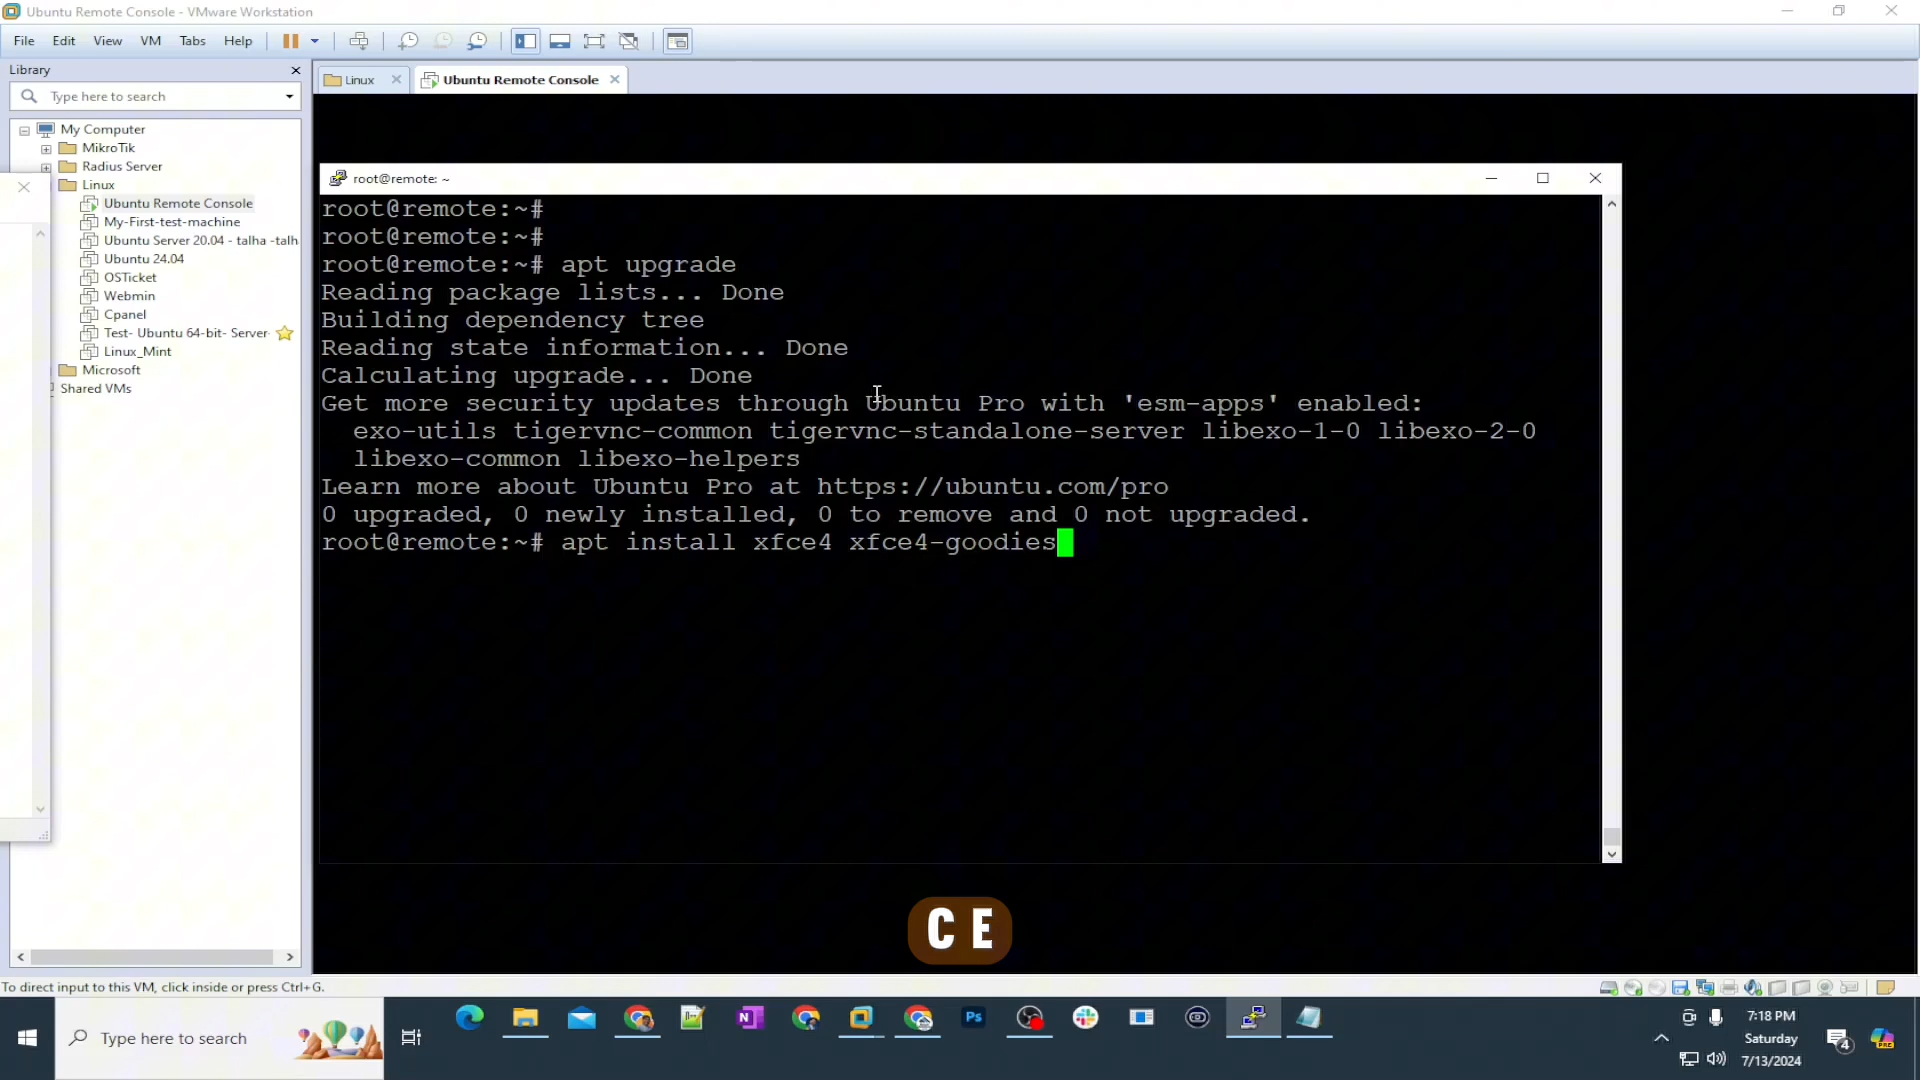 Ubuntu Remote Console - VMware Workstation
File Edit View VM Tabs Help
Library
Type here to search
My Computer
MikroTik
Radius Server
Linux
Ubuntu Remote Console
My-First-test-machine
Ubuntu Server 20.04 - talha -talh
Ubuntu 24.04
OSTicket
Webmin
Cpanel
Test- Ubuntu 64-bit- Server-
Linux_Mint
Microsoft
Shared VMs
Linux
Ubuntu Remote Console
root@remote: ~
root@remote:~#
root@remote:~#
root@remote:~# apt upgrade
Reading package lists... Done
Building dependency tree
Reading state information... Done
Calculating upgrade... Done
Get more security updates through Ubuntu Pro with 'esm-apps' enabled:
exo-utils tigervnc-common tigervnc-standalone-server libexo-1-0 libexo-2-0
libexo-common libexo-helpers
Learn more about Ubuntu Pro at https://ubuntu.com/pro
0 upgraded, 0 newly installed, 0 to remove and 0 not upgraded.
root@remote:~# apt install xfce4 xfce4-goodies
C E
To direct input to this VM, click inside or press Ctrl+G.
Type here to search
Ps
7:18 PM
Saturday
7/13/2024
4